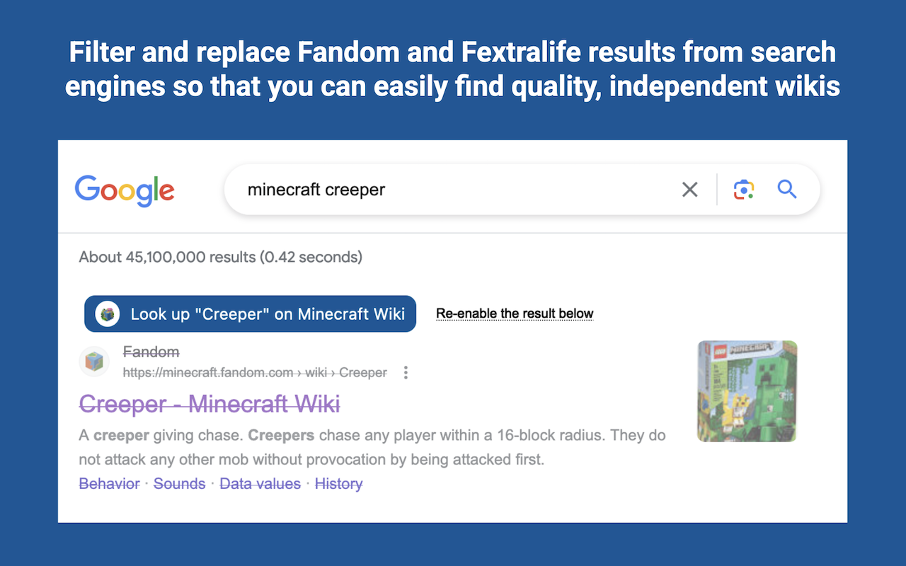 Filter and replace Fandom and Fextralife results from search
engines so that you can easily find quality, independent wikis
Google
minecraft creeper
About 45,100,000 results (0.42 seconds)
Look up "Creeper" on Minecraft Wiki
Re-enable the result below
Fandom
https://minecraft.fandom.com › wiki › Creeper
Creeper - Minecraft Wiki
A creeper giving chase. Creepers chase any player within a 16-block radius. They do
not attack any other mob without provocation by being attacked first.
Behavior · Sounds · Data values · History
LEGO
MINECRAFT